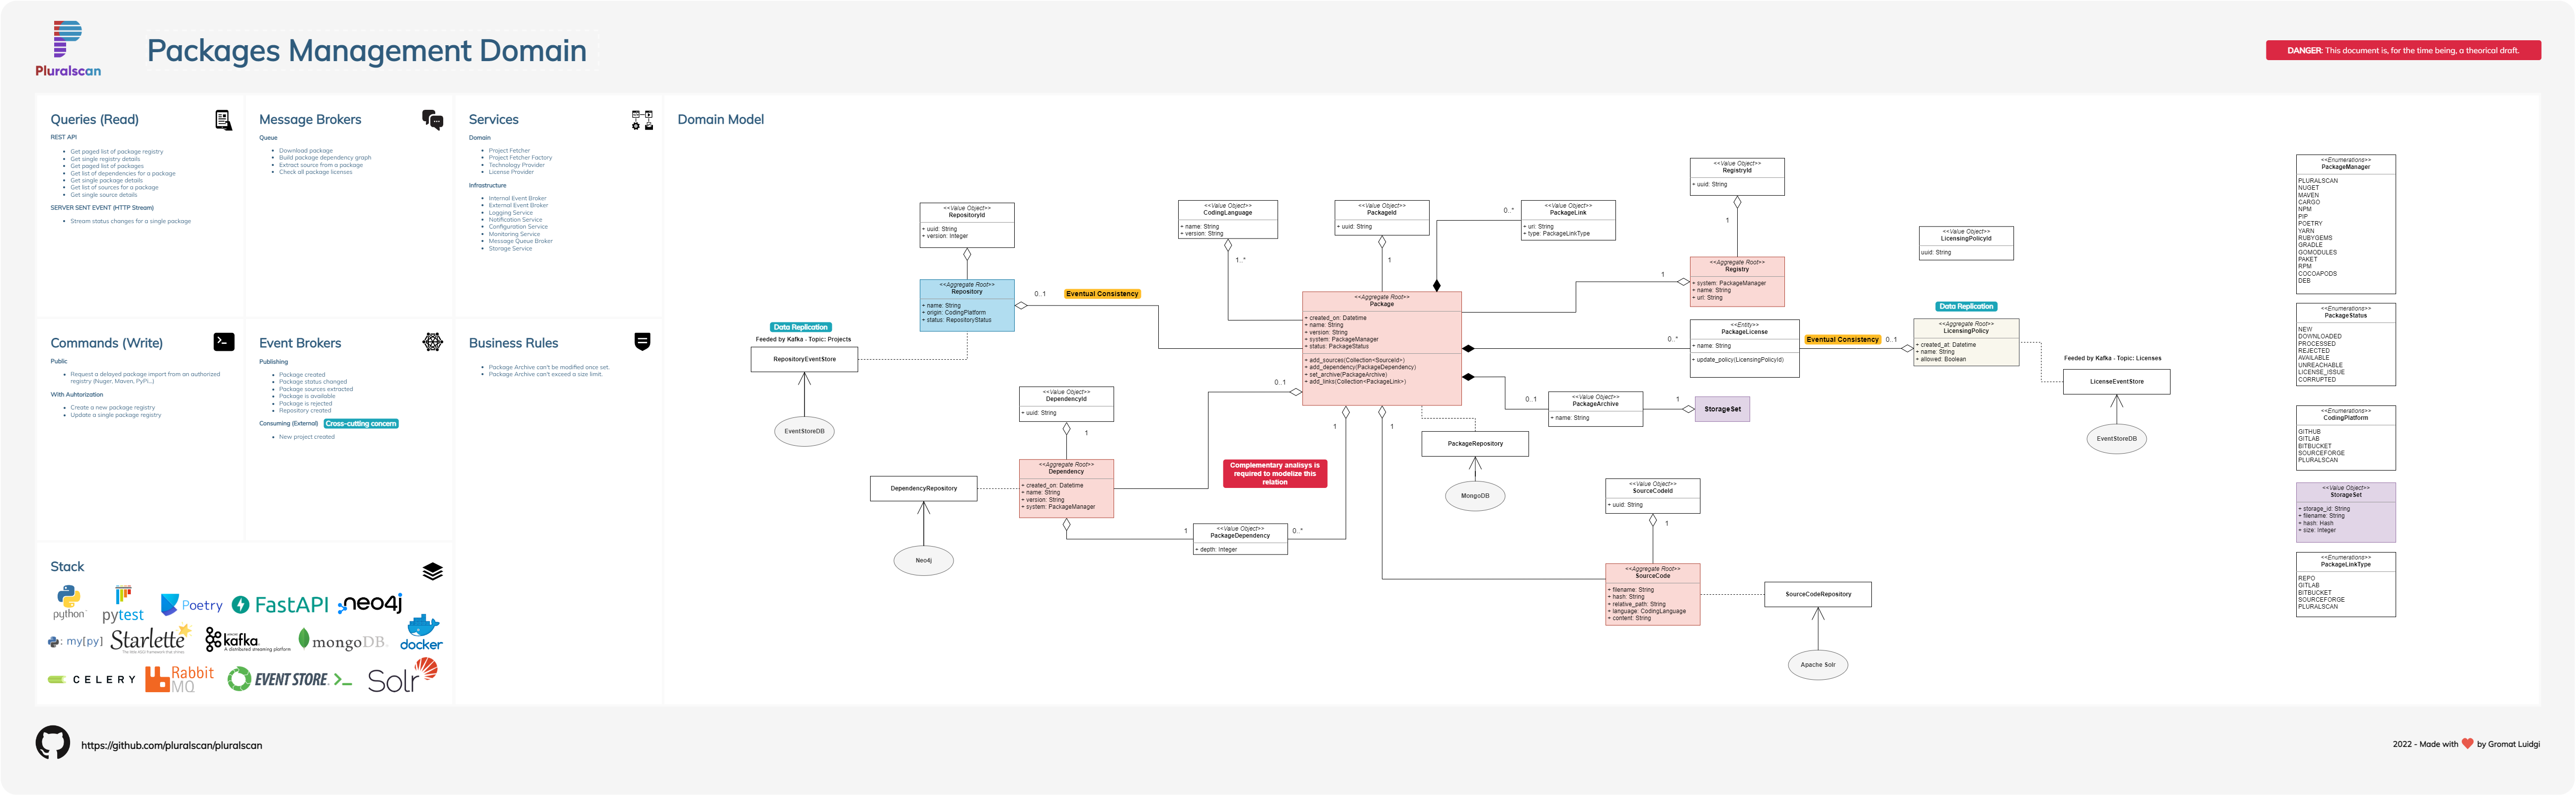 Pluralscan
Packages Management Domain
DANGER: This document is, for the time being, a theorical draft.
Queries (Read)
REST API
Get paged list of package registry
Get single registry details
Get paged list of packages
Get list of dependencies for a package
Get single package details
Get list of sources for a package
Get single source details
SERVER SENT EVENT (HTTP Stream)
Stream status changes for a single package
Message Brokers
Queue
Download package
Build package dependency graph
Extract source from a package
Check all package licenses
Services
Domain
Project Fetcher
Project Fetcher Factory
Technology Provider
License Provider
Infrastructure
Internal Event Broker
External Event Broker
Logging Service
Notification Service
Configuration Service
Monitoring Service
Message Queue Broker
Storage Service
Commands (Write)
Public
Request a delayed package import from an authorized
registry (Nuger, Maven, PyPi...)
With Auhtorization
Create a new package registry
Update a single package registry
Event Brokers
Publishing
Package created
Package status changed
Package sources extracted
Package is available
Package is rejected
Repository created
Consuming (External)
Cross-cutting concern
New project created
Business Rules
Package Archive can't be modified once set.
Package Archive can't exceed a size limit.
Stack
python
pytest
Poetry
FastAPI
neo4j
: my[py]
Starlette
kafka
A distributed streaming platform
mongoDB
docker
CELERY
RabbitMQ
EVENT STORE
Solr
Domain Model
<<Value Object>>
RepositoryId
+ uuid: String
+ version: Integer
<<Aggregate Root>>
Repository
+ name: String
+ origin: CodingPlatform
+ status: RepositoryStatus
0..1
Eventual Consistency
Data Replication
Feeded by Kafka - Topic: Projects
RepositoryEventStore
EventStoreDB
<<Value Object>>
CodingLanguage
+ name: String
+ version: String
1..*
<<Value Object>>
PackageId
+ uuid: String
1
<<Value Object>>
PackageLink
+ uri: String
+ type: PackageLinkType
0..*
<<Value Object>>
RegistryId
+ uuid: String
1
<<Aggregate Root>>
Registry
+ system: PackageManager
+ name: String
+ url: String
1
<<Aggregate Root>>
Package
+ created_on: Datetime
+ name: String
+ version: String
+ system: PackageManager
+ status: PackageStatus
+ add_sources(Collection<SourceId>)
+ add_dependency(PackageDependency)
+ set_archive(PackageArchive)
+ add_links(Collection<PackageLink>)
0..*
<<Entity>>
PackageLicense
+ name: String
+ update_policy(LicensingPolicyId)
Eventual Consistency
0..1
<<Value Object>>
LicensingPolicyId
uuid: String
Data Replication
<<Aggregate Root>>
LicensingPolicy
+ created_at: Datetime
+ name: String
+ allowed: Boolean
Feeded by Kafka - Topic: Licenses
LicenseEventStore
EventStoreDB
0..1
<<Value Object>>
PackageArchive
+ name: String
1
StorageSet
<<Value Object>>
DependencyId
+ uuid: String
1
<<Aggregate Root>>
Dependency
+ created_on: Datetime
+ name: String
+ version: String
+ system: PackageManager
0..1
Complementary analisys is
required to modelize this
relation
DependencyRepository
Neo4j
1
<<Value Object>>
PackageDependency
+ depth: Integer
0..*
1
1
PackageRepository
MongoDB
<<Value Object>>
SourceCodeId
+ uuid: String
1
<<Aggregate Root>>
SourceCode
+ filename: String
+ hash: String
+ relative_path: String
+ language: CodingLanguage
+ content: String
SourceCodeRepository
Apache Solr
<<Enumerations>>
PackageManager
PLURALSCAN
NUGET
MAVEN
CARGO
NPM
PIP
POETRY
YARN
RUBYGEMS
GRADLE
GOMODULES
PAKET
RPM
COCOAPODS
DEB
<<Enumerations>>
PackageStatus
NEW
DOWNLOADED
PROCESSED
REJECTED
AVAILABLE
UNREACHABLE
LICENSE_ISSUE
CORRUPTED
<<Enumerations>>
CodingPlatform
GITHUB
GITLAB
BITBUCKET
SOURCEFORGE
PLURALSCAN
<<Value Object>>
StorageSet
+ storage_id: String
+ filename: String
+ hash: Hash
+ size: Integer
<<Enumerations>>
PackageLinkType
REPO
GITLAB
BITBUCKET
SOURCEFORGE
PLURALSCAN
https://github.com/pluralscan/pluralscan
2022 - Made with ❤ by Gromat Luidgi